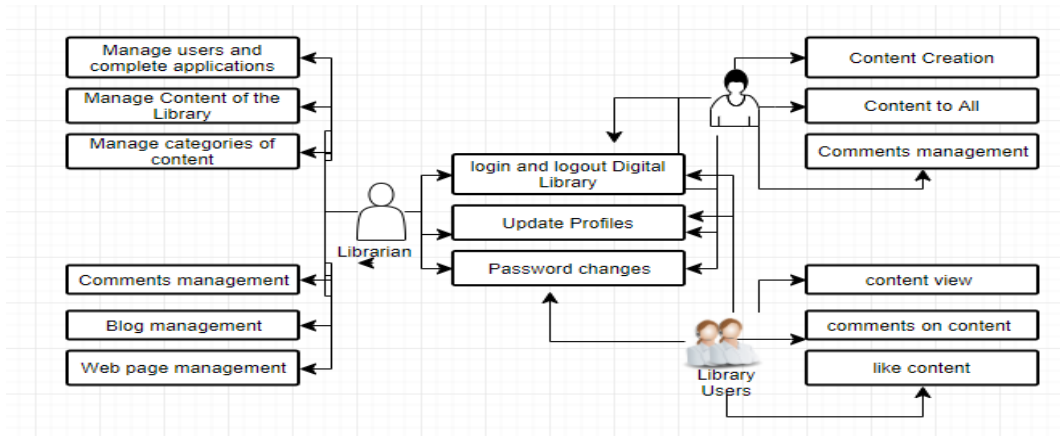 Manage users and
complete applications
Manage Content of the
Library
Manage categories of
content
Librarian
Comments management
Blog management
Web page management
login and logout Digital
Library
Update Profiles
Password changes
Content Creation
Content to All
Comments management
content view
comments on content
like content
Library
Users